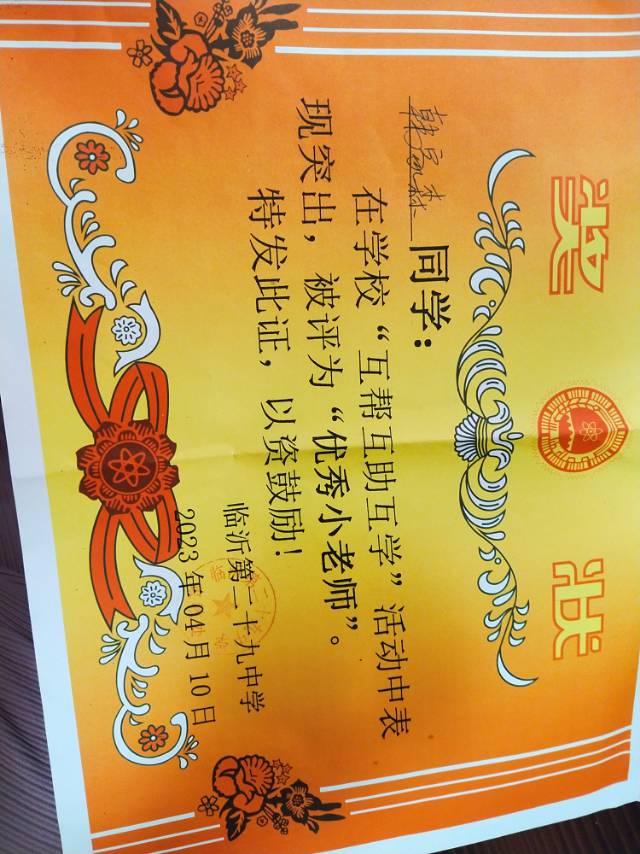 奖状
韩
森同学：
在学校“互帮互助互学”活动中表
现突出，被评为“优秀小老师”。
特发此证，以资鼓励！
临沂第二十九中学
2023年04月10日